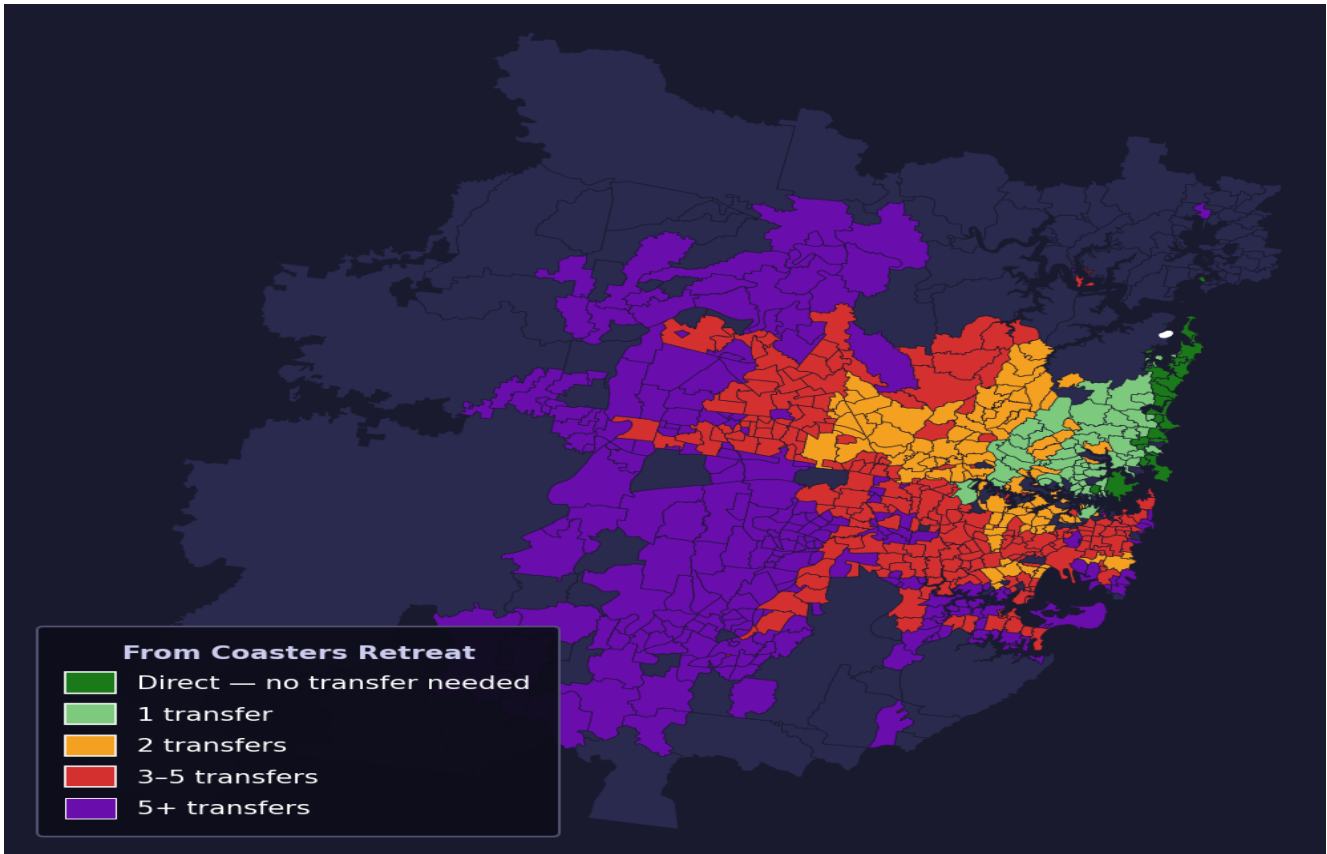 From Coasters Retreat
Direct — no transfer needed
1 transfer
2 transfers
3–5 transfers
5+ transfers